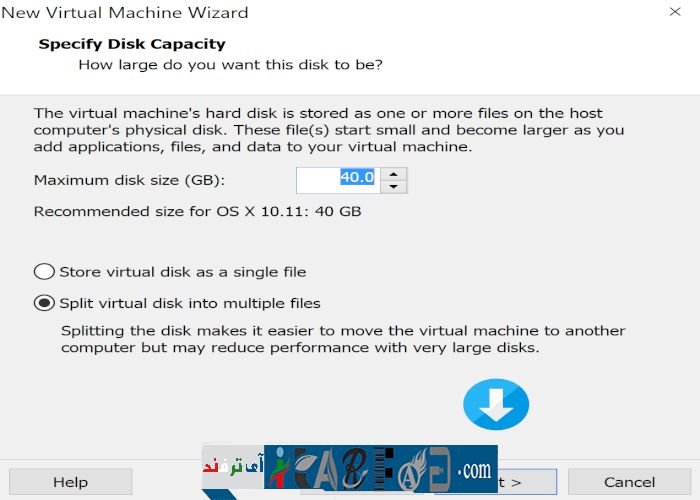 New Virtual Machine Wizard
Specify Disk Capacity
How large do you want this disk to be?
The virtual machine's hard disk is stored as one or more files on the host
computer's physical disk. These file(s) start small and become larger as you
add applications, files, and data to your virtual machine.
Maximum disk size (GB):
40.0
Recommended size for OS X 10.11: 40 GB
Store virtual disk as a single file
Split virtual disk into multiple files
Splitting the disk makes it easier to move the virtual machine to another
computer but may reduce performance with very large disks.
آی ترفند
.com
Help
t >
Cancel